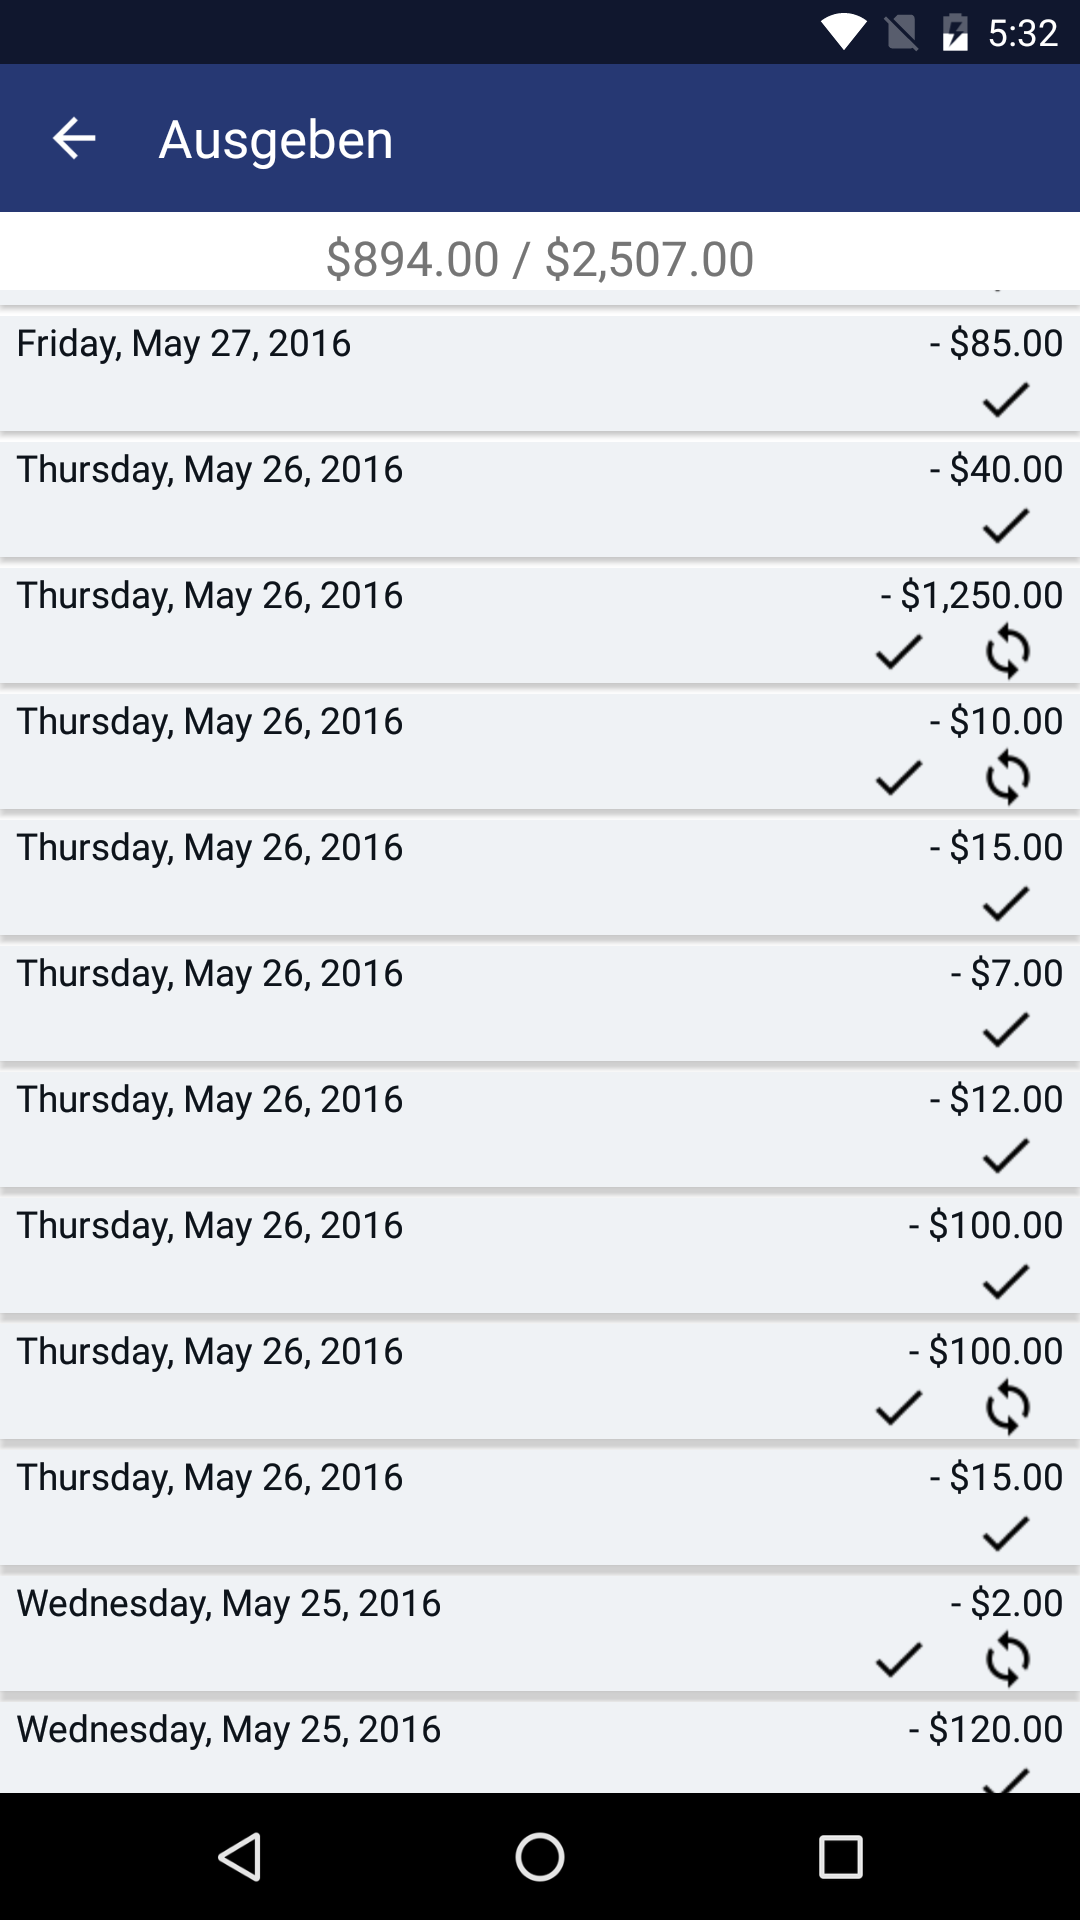 5:32
Ausgeben
$894.00 / $2,507.00
Friday, May 27, 2016 - $85.00
Thursday, May 26, 2016 - $40.00
Thursday, May 26, 2016 - $1,250.00
Thursday, May 26, 2016 - $10.00
Thursday, May 26, 2016 - $15.00
Thursday, May 26, 2016 - $7.00
Thursday, May 26, 2016 - $12.00
Thursday, May 26, 2016 - $100.00
Thursday, May 26, 2016 - $100.00
Thursday, May 26, 2016 - $15.00
Wednesday, May 25, 2016 - $2.00
Wednesday, May 25, 2016 - $120.00